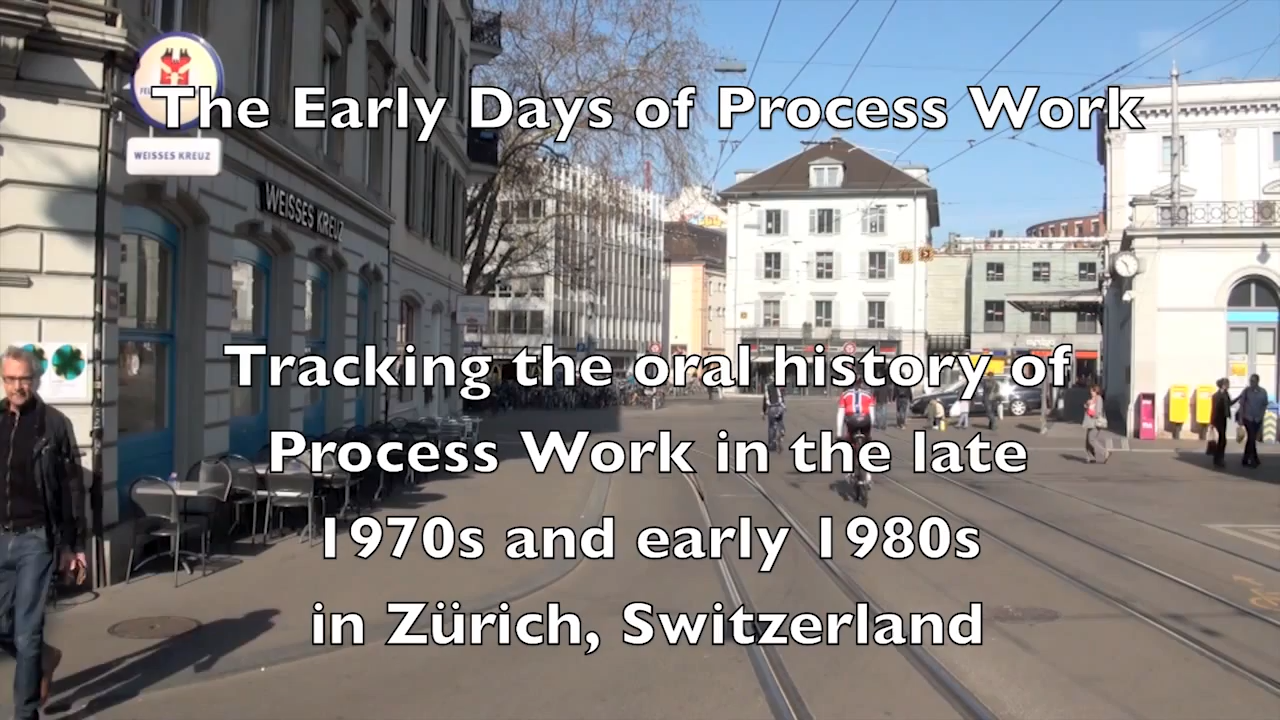 The Early Days of Process Work
WEISSES KREUZ
WEISSES KREUZ
Tracking the oral history of
Process Work in the late
1970s and early 1980s
in Zürich, Switzerland